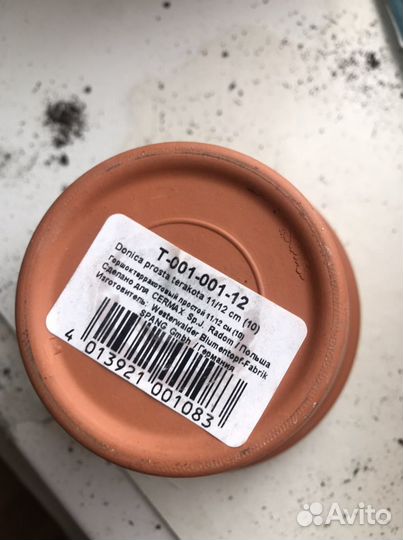 T-001-001-12
Donica prosta terakota 11/12 cm (10)
Горшок терракотовый простой 11/12 см (10)
Сделано для CERMAX Sp.J. Radom / Польша
Изготовитель: Westerwalder Blumentopf-Fabrik
SPANG GmbH / Германия
4 013921 001083
Avito